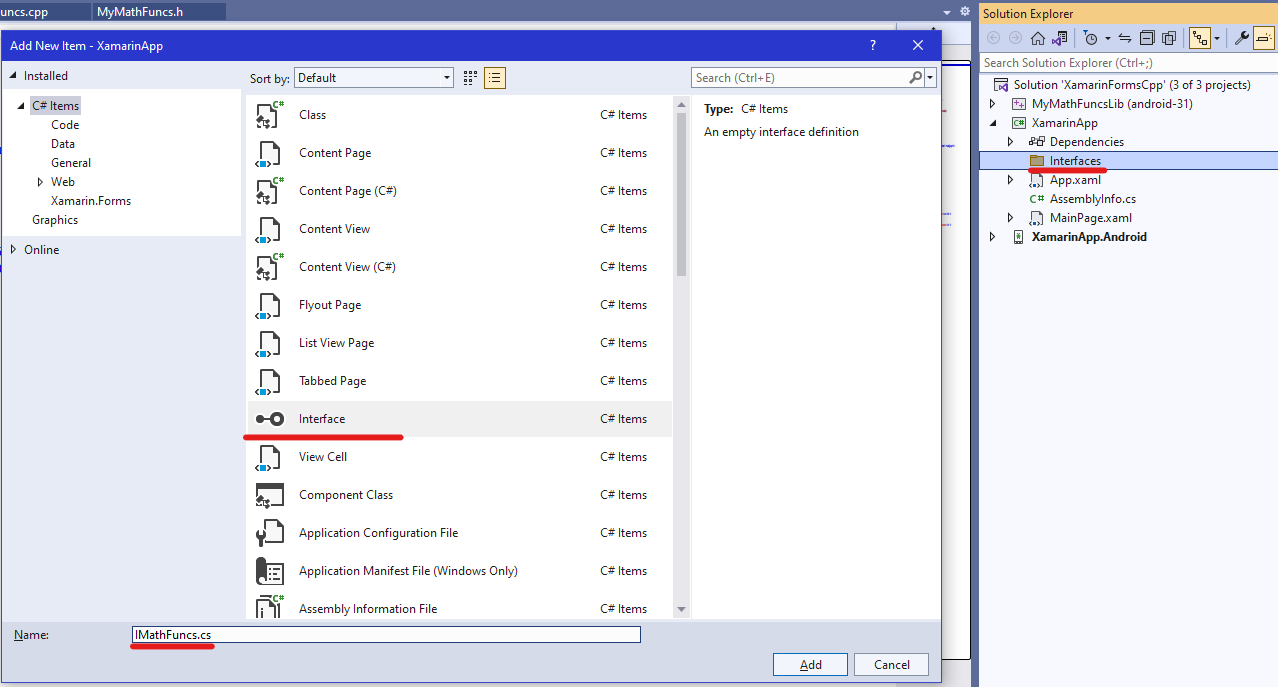 uncs.cpp
MyMathFuncs.h
Add New Item - XamarinApp
?
Installed
Sort by:
Default
Search (Ctrl+E)
C# Items
Code
Data
General
Web
Xamarin.Forms
Graphics
Online
Class C# Items
Content Page C# Items
Content Page (C#) C# Items
Content View C# Items
Content View (C#) C# Items
Flyout Page C# Items
List View Page C# Items
Tabbed Page C# Items
Interface C# Items
View Cell C# Items
Component Class C# Items
Application Configuration File C# Items
Application Manifest File (Windows Only) C# Items
Assembly Information File C# Items
Type: C# Items
An empty interface definition
Name:
IMathFuncs.cs
Add
Cancel
Solution Explorer
Search Solution Explorer (Ctrl+;)
Solution 'XamarinFormsCpp' (3 of 3 projects)
MyMathFuncsLib (android-31)
C# XamarinApp
Dependencies
Interfaces
App.xaml
C# AssemblyInfo.cs
MainPage.xaml
XamarinApp.Android